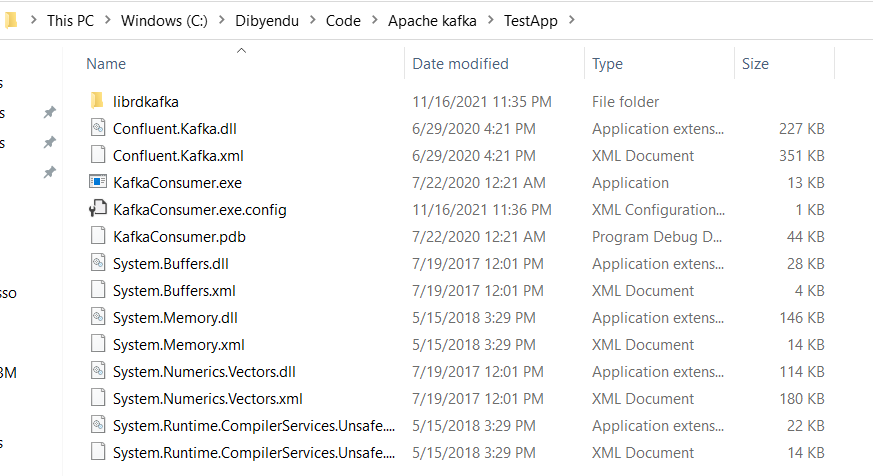 This PC > Windows (C:) > Dibyendu > Code > Apache kafka > TestApp >
Name Date modified Type Size
s
librdkafka 11/16/2021 11:35 PM File folder
s
Confluent.Kafka.dll 6/29/2020 4:21 PM Application extens... 227 KB
s
Confluent.Kafka.xml 6/29/2020 4:21 PM XML Document 351 KB
KafkaConsumer.exe 7/22/2020 12:21 AM Application 13 KB
KafkaConsumer.exe.config 11/16/2021 11:36 PM XML Configuration... 1 KB
KafkaConsumer.pdb 7/22/2020 12:21 AM Program Debug D... 44 KB
System.Buffers.dll 7/19/2017 12:01 PM Application extens... 28 KB
sso
System.Buffers.xml 7/19/2017 12:01 PM XML Document 4 KB
System.Memory.dll 5/15/2018 3:29 PM Application extens... 146 KB
System.Memory.xml 5/15/2018 3:29 PM XML Document 14 KB
3M
System.Numerics.Vectors.dll 7/19/2017 12:01 PM Application extens... 114 KB
System.Numerics.Vectors.xml 7/19/2017 12:01 PM XML Document 180 KB
System.Runtime.CompilerServices.Unsafe.... 5/15/2018 3:29 PM Application extens... 22 KB
s
System.Runtime.CompilerServices.Unsafe.... 5/15/2018 3:29 PM XML Document 14 KB